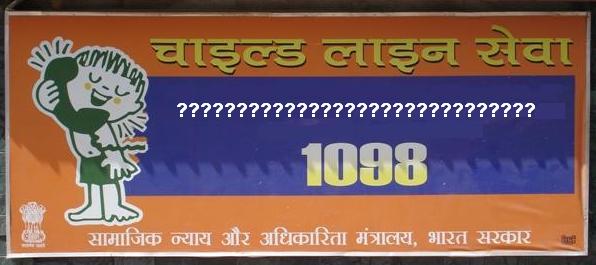 चाइल्ड लाइन सेवा
??????????????????????????????
1098
सामाजिक न्याय और अधिकारिता मंत्रालय, भारत सरकार